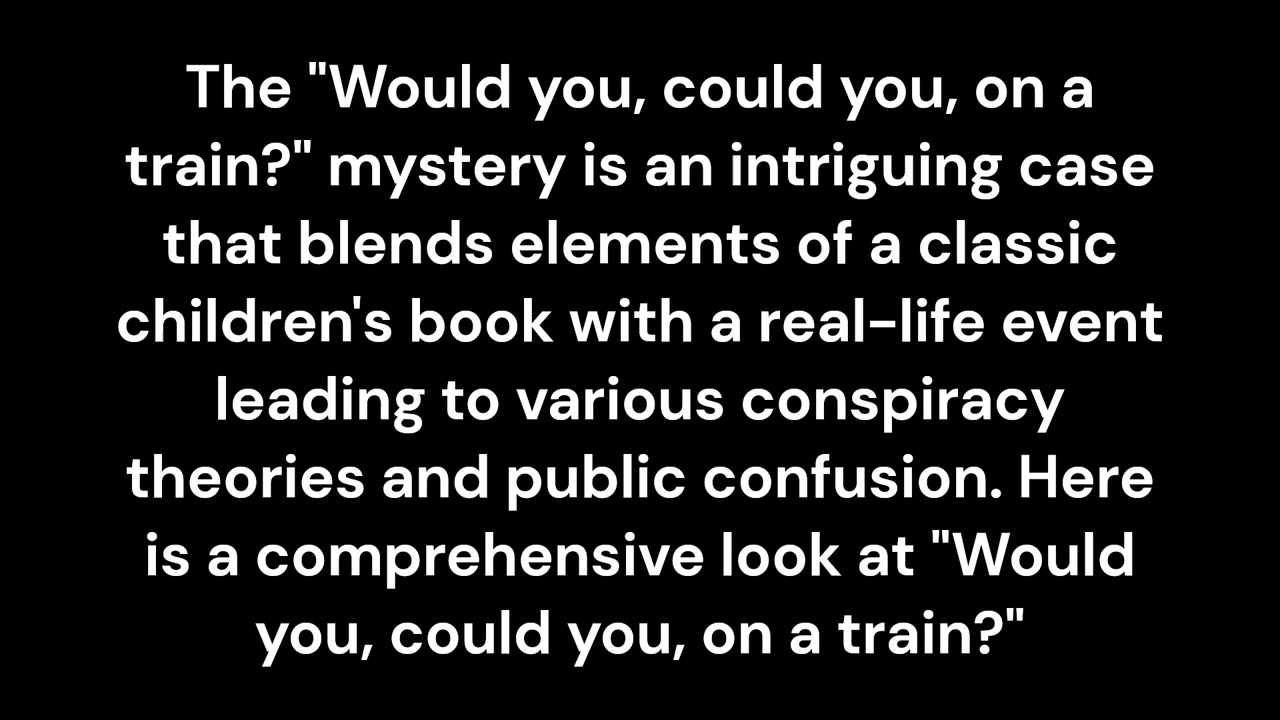 The "Would you, could you, on a
train?" mystery is an intriguing case
that blends elements of a classic
children's book with a real-life event
leading to various conspiracy
theories and public confusion. Here
is a comprehensive look at "Would
you, could you, on a train?"